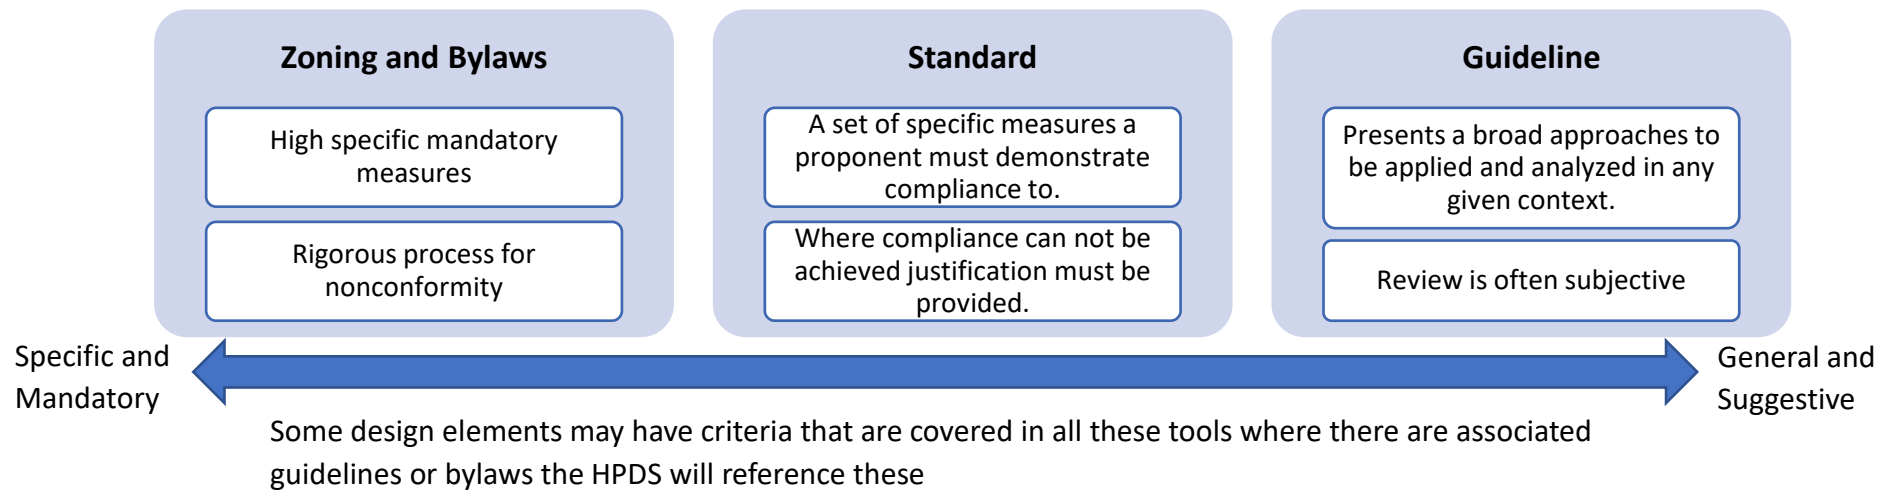 Zoning and Bylaws
High specific mandatory
measures
Rigorous process for
nonconformity
Standard
A set of specific measures a
proponent must demonstrate
compliance to.
Where compliance can not be
achieved justification must be
provided.
Guideline
Presents a broad approaches to
be applied and analyzed in any
given context.
Review is often subjective
Specific and
Mandatory
General and
Suggestive
Some design elements may have criteria that are covered in all these tools where there are associated
guidelines or bylaws the HPDS will reference these